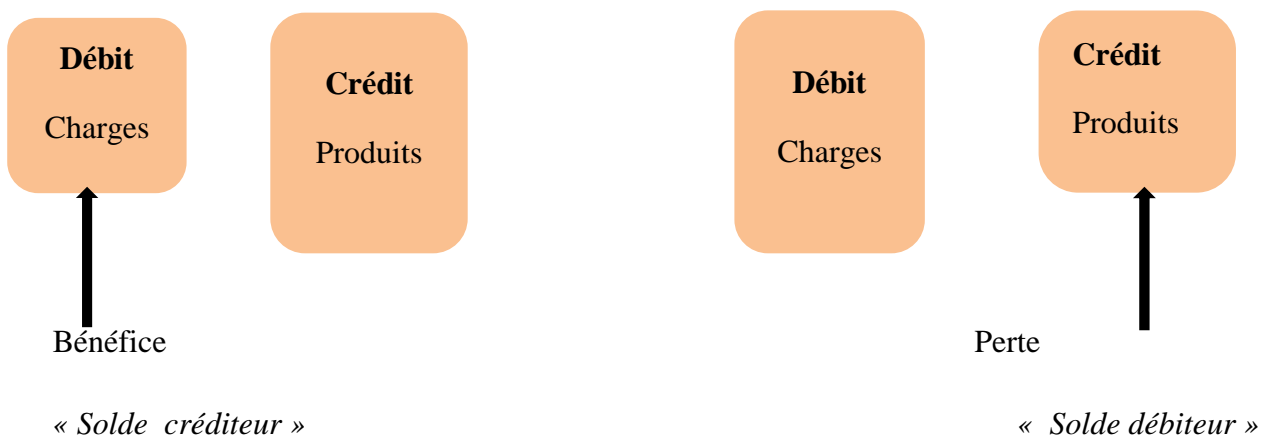 Débit
Charges
Crédit
Produits
Débit
Charges
Crédit
Produits
Bénéfice
Perte
« Solde créditeur »
« Solde débiteur »